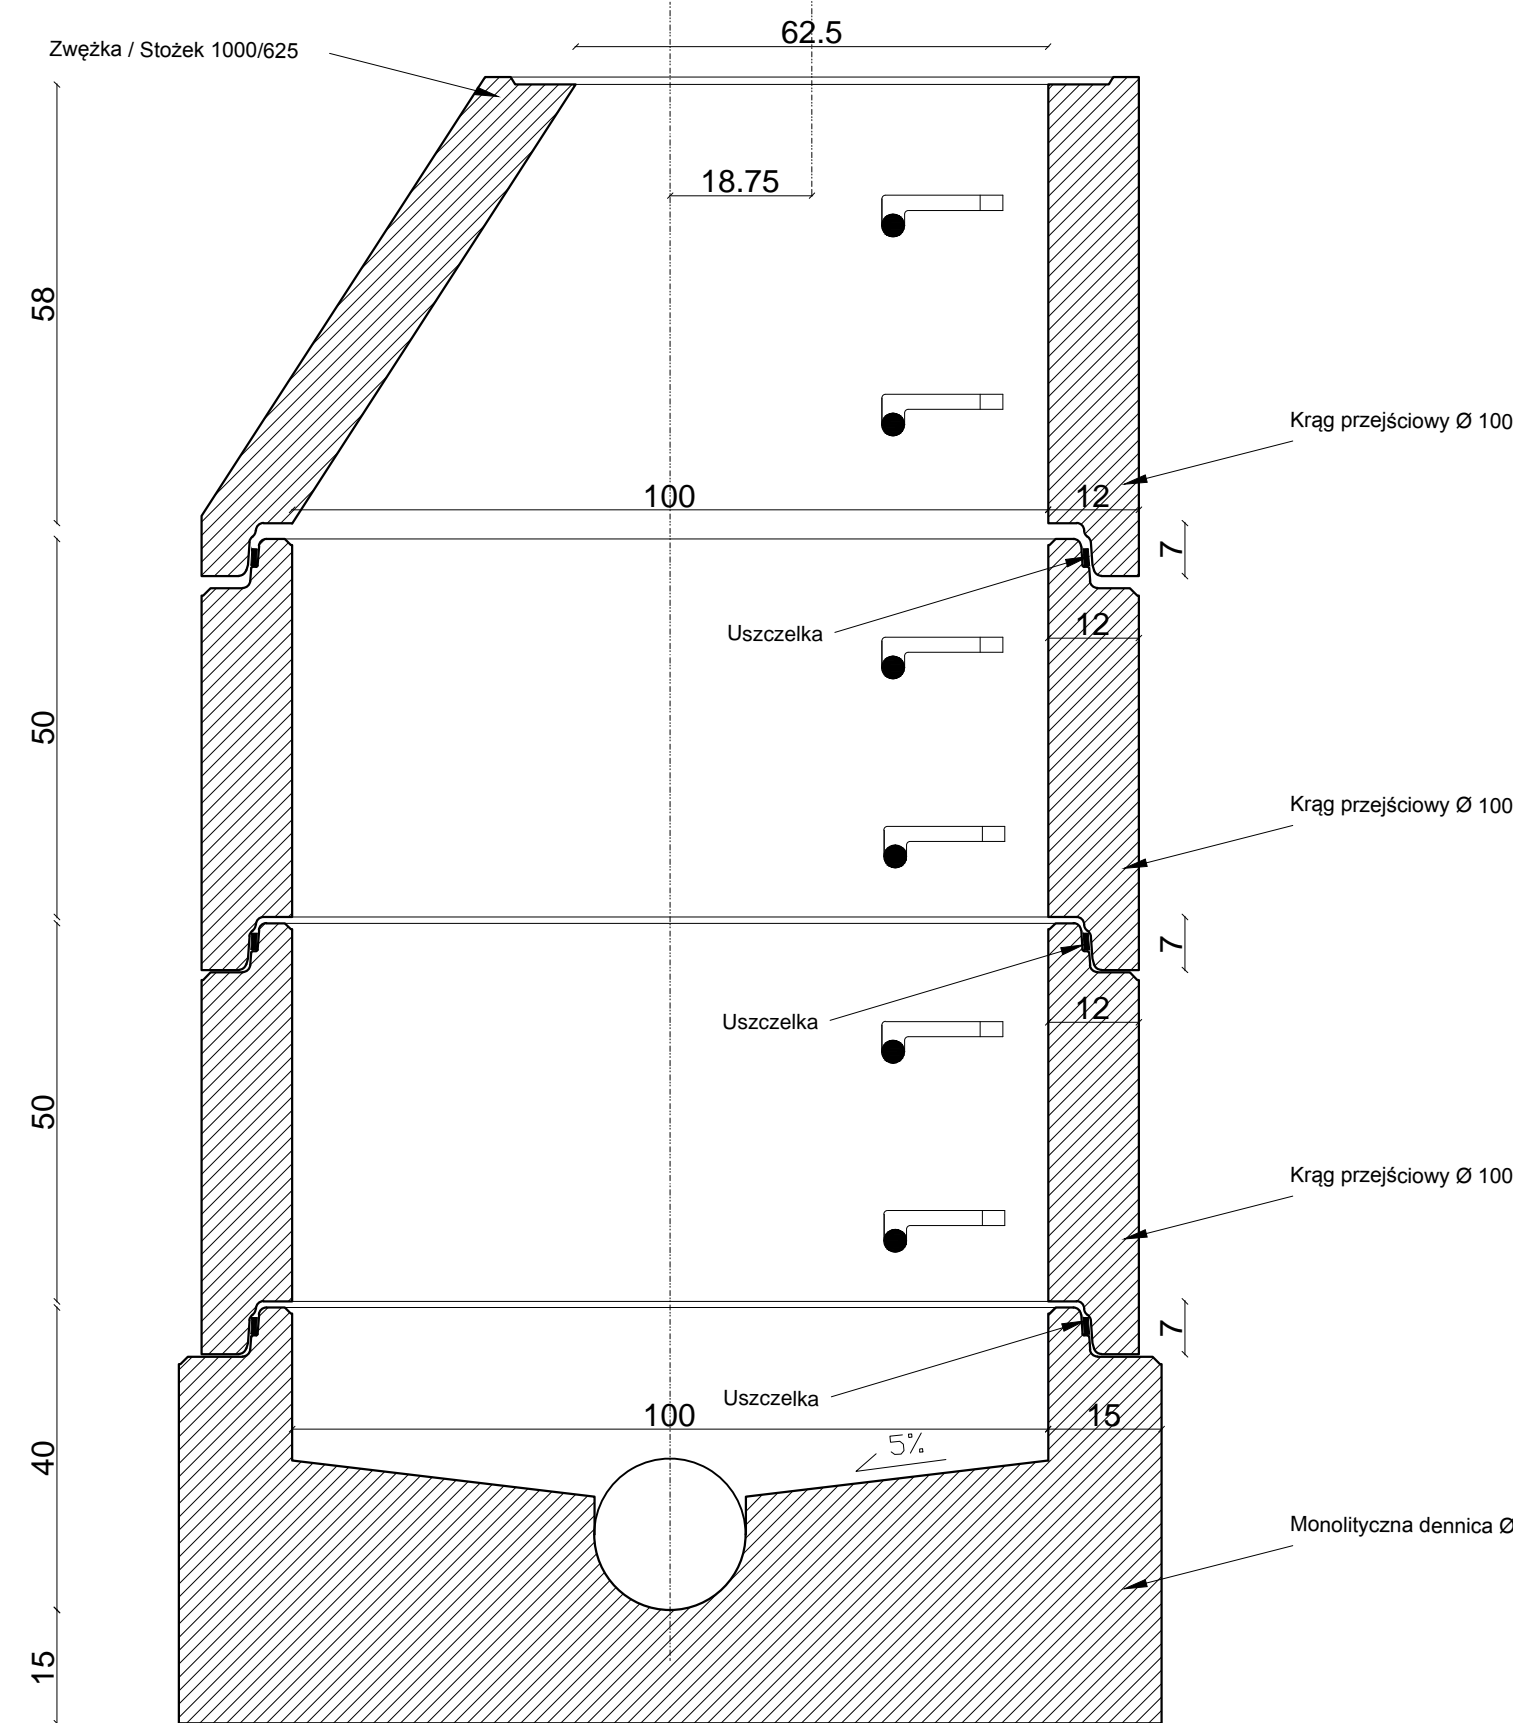 62.5
Zwężka / Stożek 1000/625
18.75
58
Krąg przejściowy Ø 100
100
12
7
Uszczelka
12
50
Krąg przejściowy Ø 100
7
Uszczelka
12
50
Krąg przejściowy Ø 100
7
Uszczelka
100
15
5%
40
Monolityczna dennica Ø
15